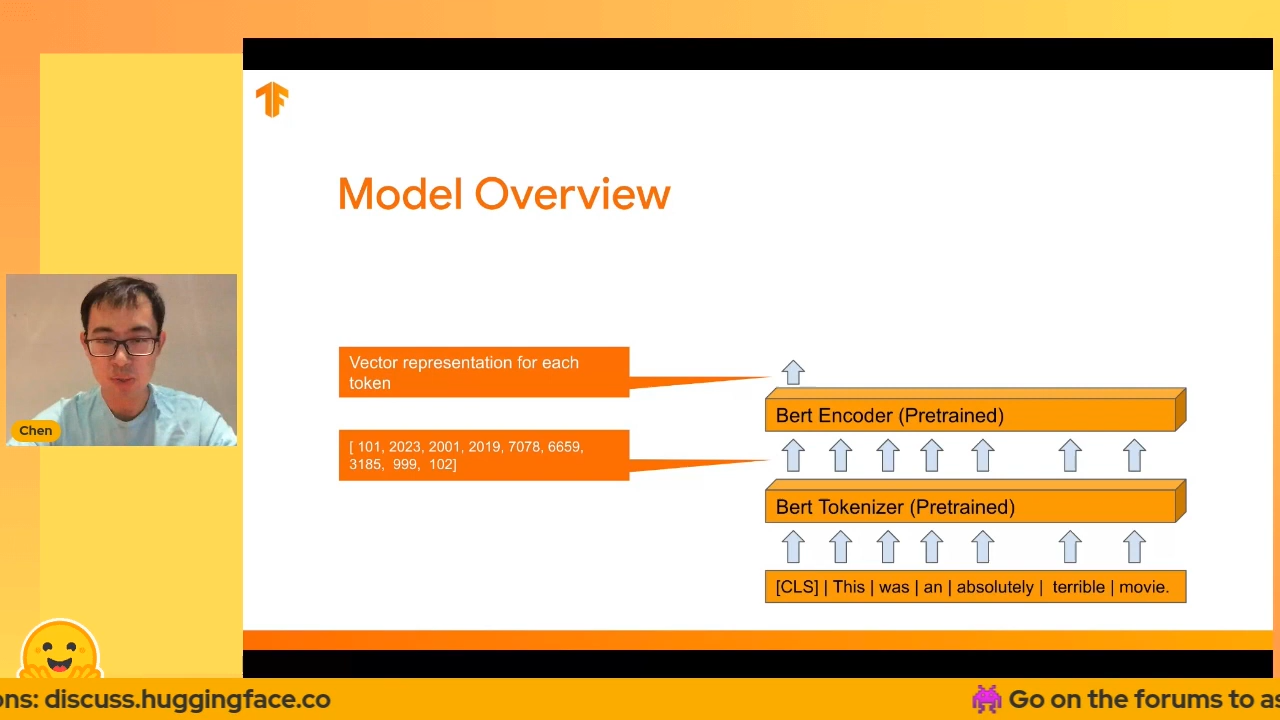 Model Overview
Vector representation for each
token
[ 101, 2023, 2001, 2019, 7078, 6659,
3185, 999, 102]
Bert Encoder (Pretrained)
Bert Tokenizer (Pretrained)
[CLS] | This | was | an | absolutely | terrible | movie.
Chen
ons: discuss.huggingface.co
Go on the forums to as